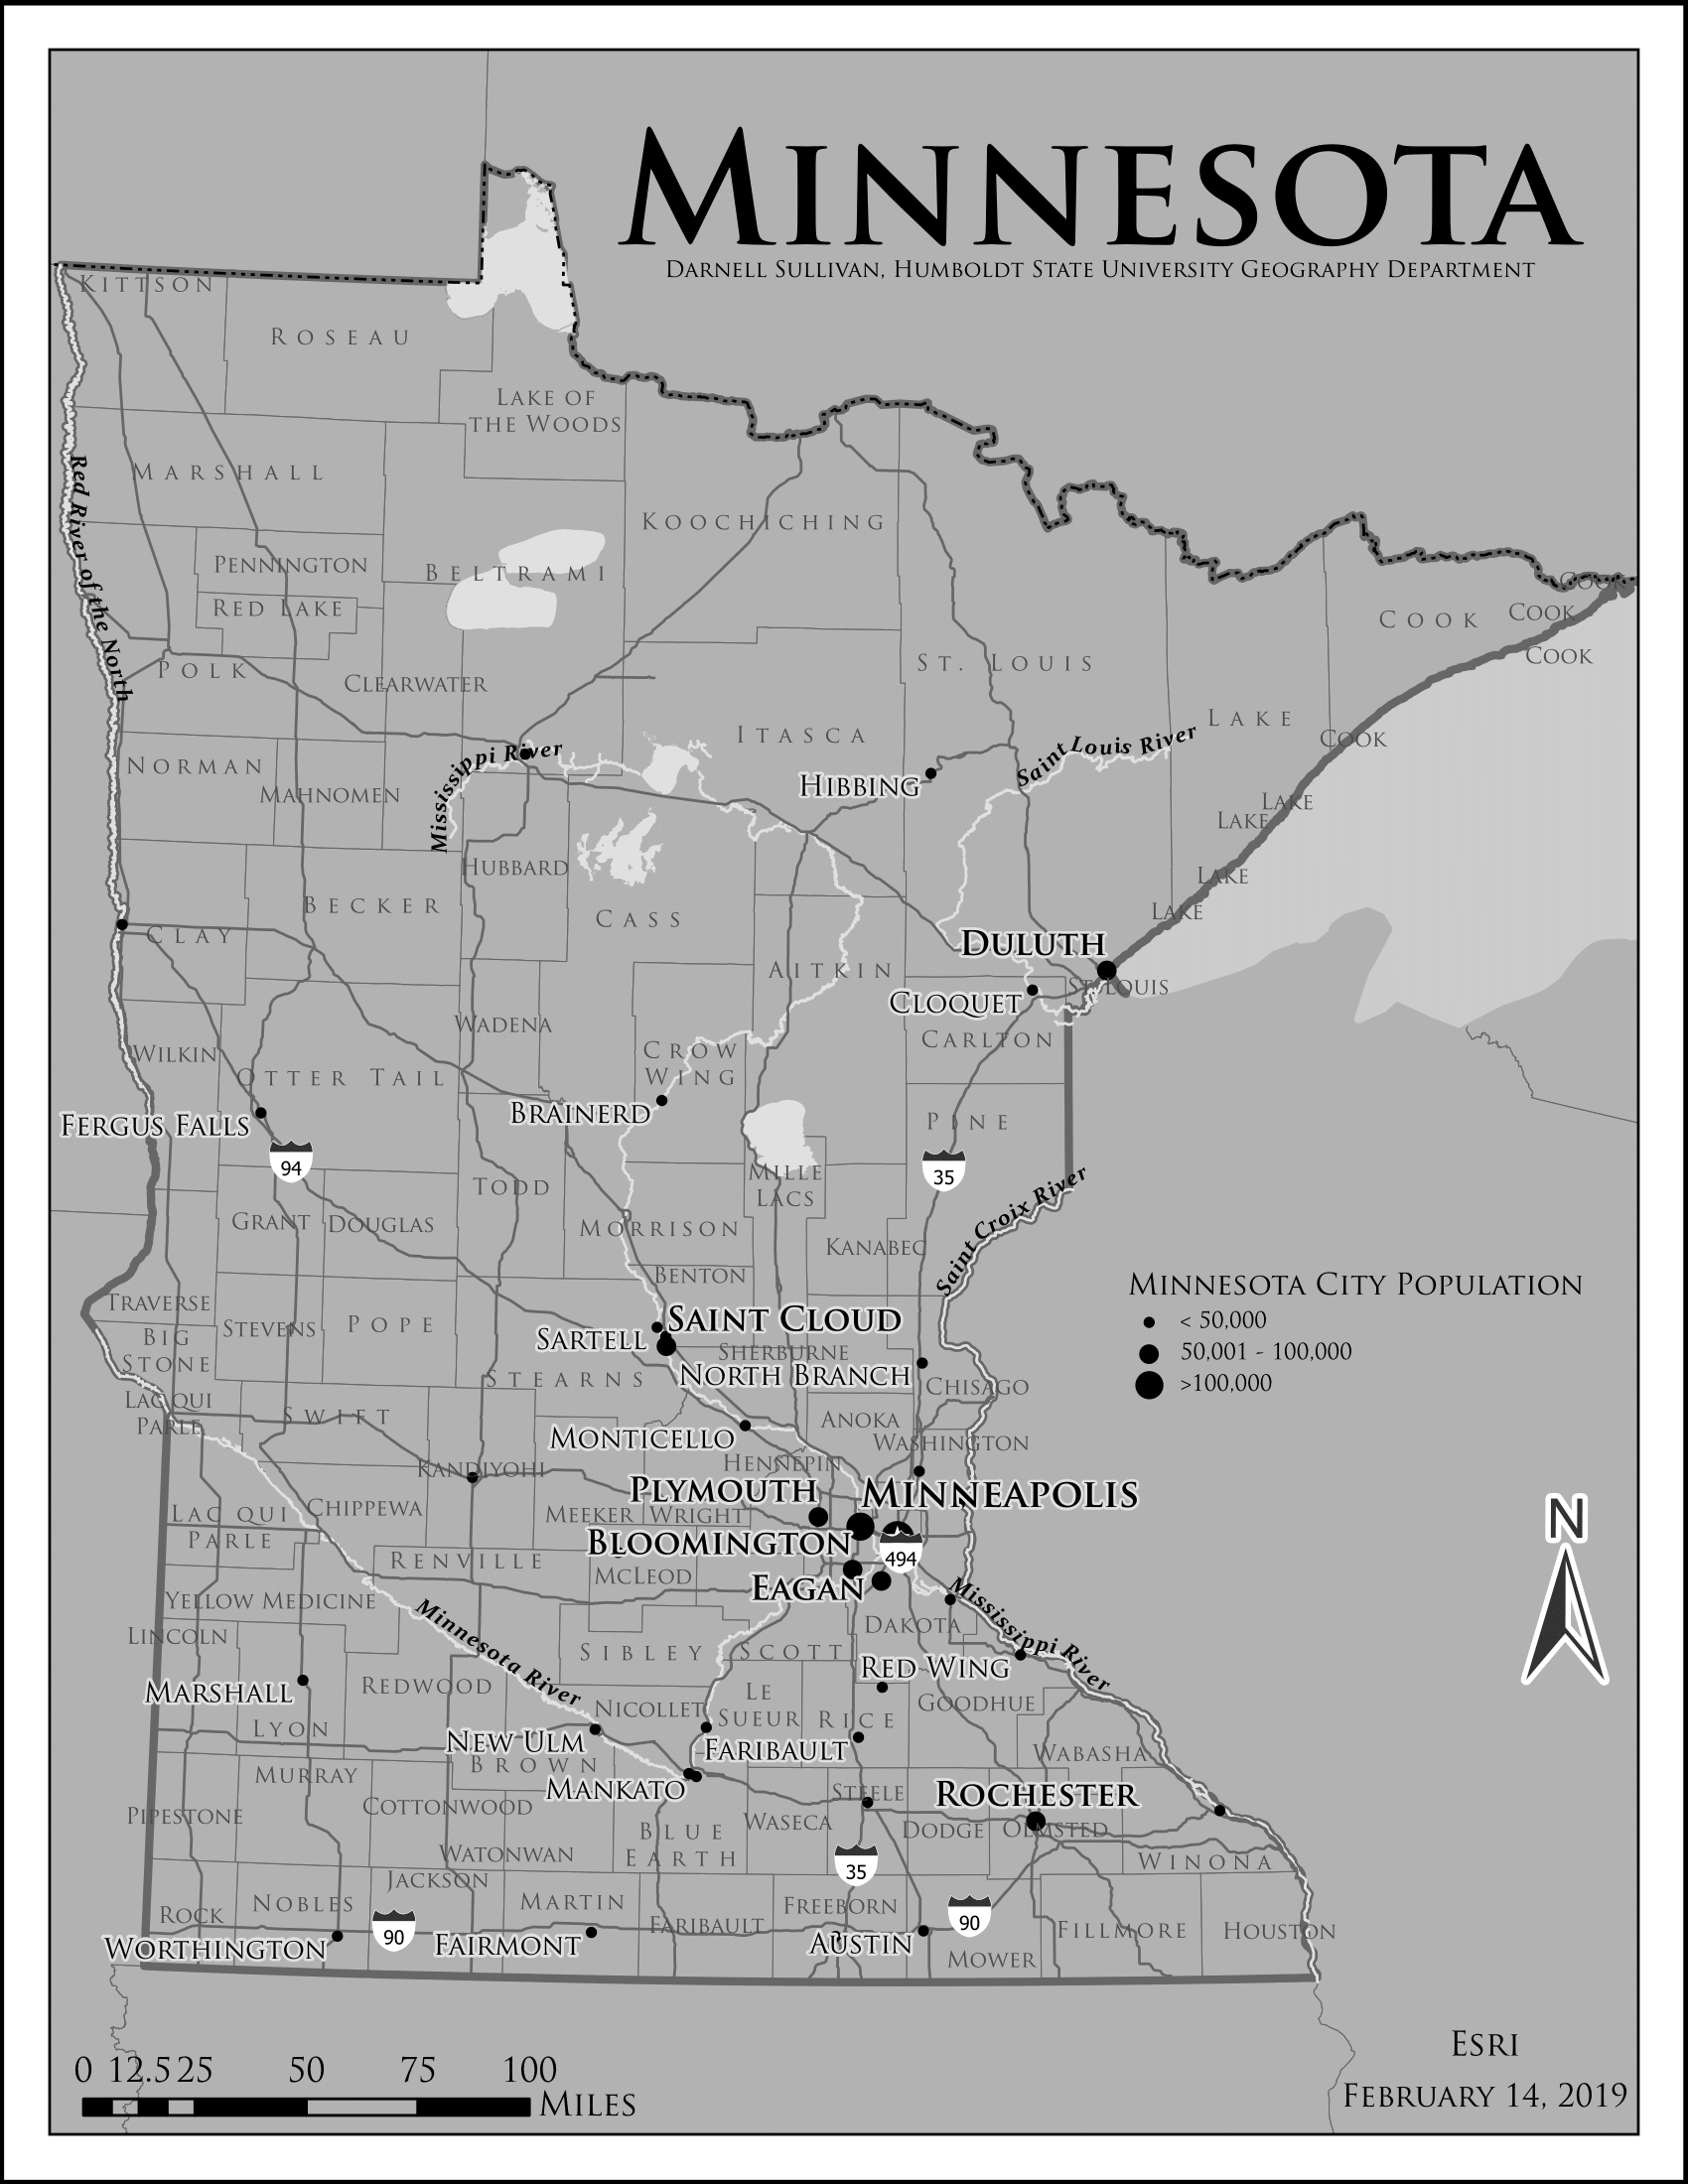 MINNESOTA
DARNELL SULLIVAN, HUMBOLDT STATE UNIVERSITY GEOGRAPHY DEPARTMENT
KITTSON
ROSEAU
LAKE OF
THE WOODS
MARSHALL
Red River of the North
KOOCHICHING
PENNINGTON
BELTRAMI
RED LAKE
COOK
COOK
COOK
COOK
POLK
CLEARWATER
ST. LOUIS
ITASCA
LAKE
COOK
Saint Louis River
Mississippi River
NORMAN
MAHNOMEN
HIBBING
LAKE
LAKE
HUBBARD
LAKE
BECKER
CASS
LAKE
CLAY
DULUTH
AITKIN
ST. LOUIS
CLOQUET
WADENA
CARLTON
WILKIN
CROW
WING
OTTER TAIL
BRAINERD
PINE
FERGUS FALLS
94
35
MILLE
LACS
TODD
Saint Croix River
GRANT
DOUGLAS
MORRISON
KANABEC
BENTON
MINNESOTA CITY POPULATION
< 50,000
50,001 - 100,000
>100,000
TRAVERSE
BIG
STONE
STEVENS
POPE
SAINT CLOUD
SARTELL
SHERBURNE
NORTH BRANCH
STEARNS
CHISAGO
LAC QUI
PARLE
SWIFT
ANOKA
MONTICELLO
WASHINGTON
HENNEPIN
KANDIYOHI
PLYMOUTH
MINNEAPOLIS
LAC QUI
PARLE
CHIPPEWA
MEEKER
WRIGHT
N
BLOOMINGTON
494
RENVILLE
MCLEOD
EAGAN
YELLOW MEDICINE
Minnesota River
Mississippi River
DAKOTA
LINCOLN
SIBLEY
SCOTT
RED WING
MARSHALL
REDWOOD
LE
SUEUR
NICOLLET
RICE
GOODHUE
LYON
NEW ULM
FARIBAULT
WABASHA
BROWN
MURRAY
MANKATO
STEELE
ROCHESTER
COTTONWOOD
PIPESTONE
WASECA
DODGE
OLMSTED
BLUE
EARTH
WATONWAN
35
WINONA
JACKSON
NOBLES
MARTIN
FREEBORN
ROCK
90
FARIBAULT
90
FILLMORE
HOUSTON
WORTHINGTON
FAIRMONT
AUSTIN
MOWER
ESRI
FEBRUARY 14, 2019
0 12.5 25 50 75 100
MILES